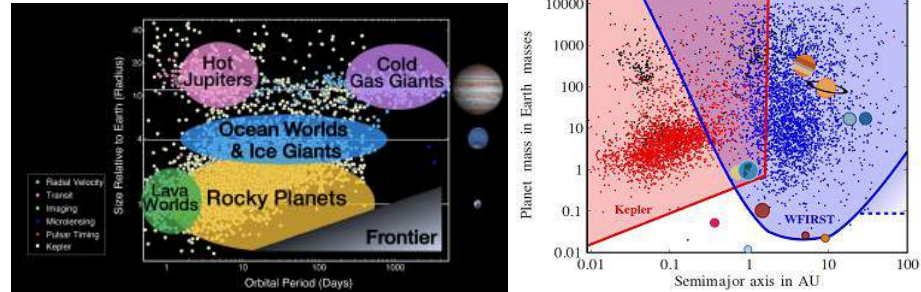 Size Relative to Earth (Radius)
40
20
10
4
1
Hot
Jupiters
Cold
Gas Giants
Ocean Worlds
& Ice Giants
Lava
Worlds
Rocky Planets
Frontier
Radial Velocity
Transit
Imaging
Microlensing
Pulsar Timing
Kepler
1
10
100
1000
Orbital Period (Days)
Planet mass in Earth masses
10000
1000
100
10
1
0.1
0.01
Kepler
WFIRST
0.01
0.1
1
10
100
Semimajor axis in AU